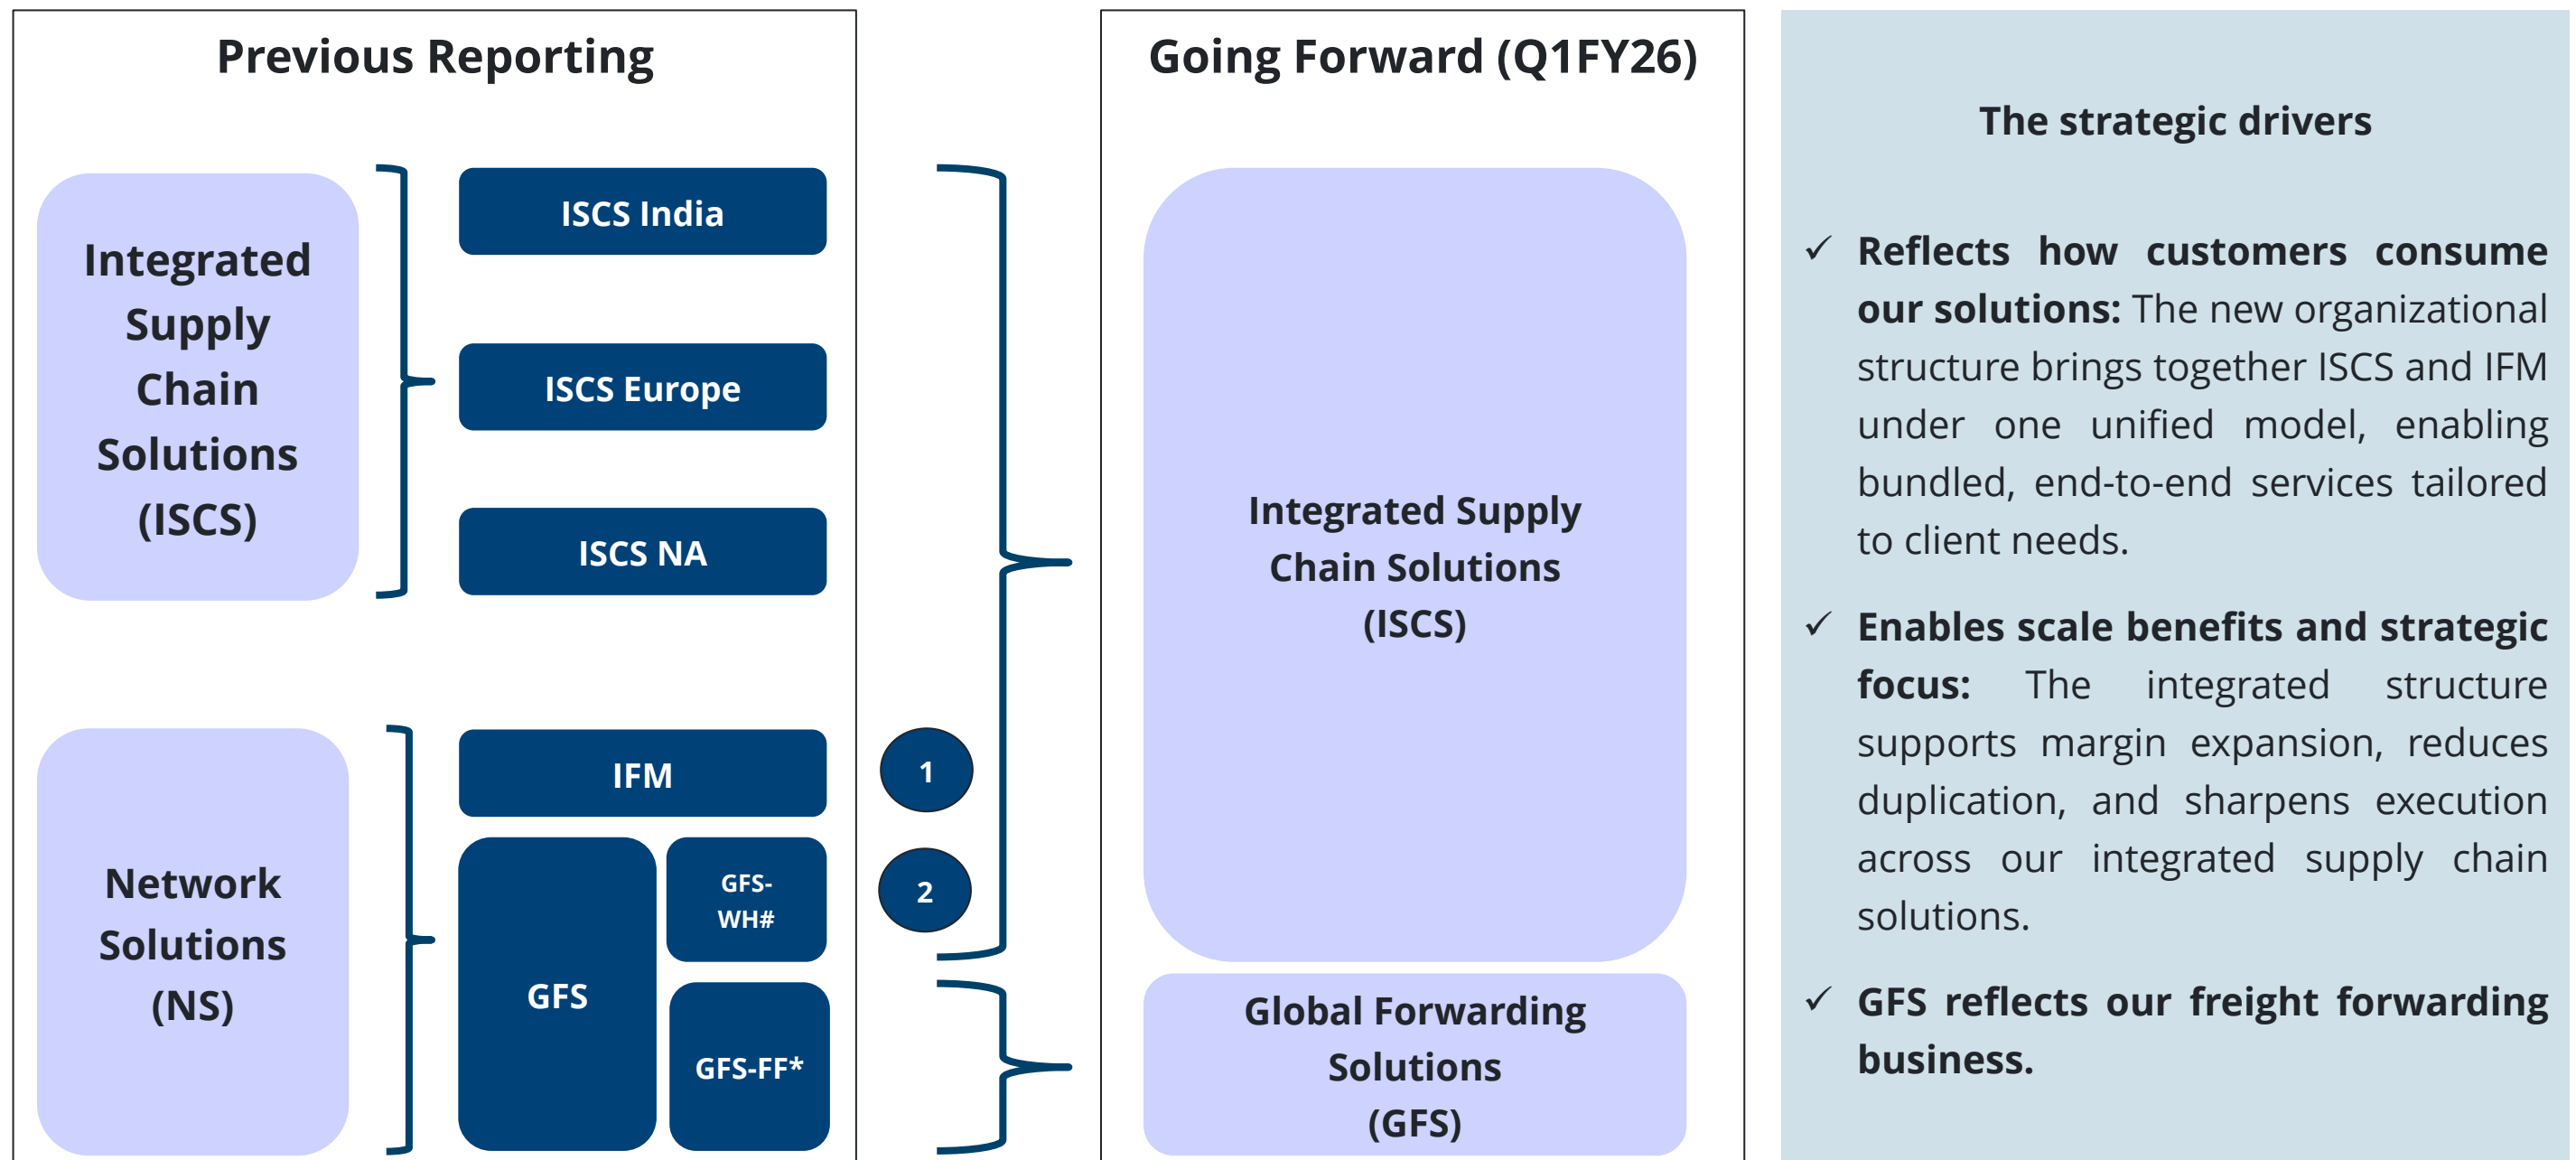 Previous Reporting
Integrated
Supply
Chain
Solutions
(ISCS)
ISCS India
ISCS Europe
ISCS NA
Network
Solutions
(NS)
IFM
GFS
GFS-
WH#
GFS-FF*
1
2
Going Forward (Q1FY26)
Integrated Supply
Chain Solutions
(ISCS)
Global Forwarding
Solutions
(GFS)
The strategic drivers
✓ Reflects how customers consume
our solutions: The new organizational
structure brings together ISCS and IFM
under one unified model, enabling
bundled, end-to-end services tailored
to client needs.
✓ Enables scale benefits and strategic
focus: The integrated structure
supports margin expansion, reduces
duplication, and sharpens execution
across our integrated supply chain
solutions.
✓ GFS reflects our freight forwarding
business.